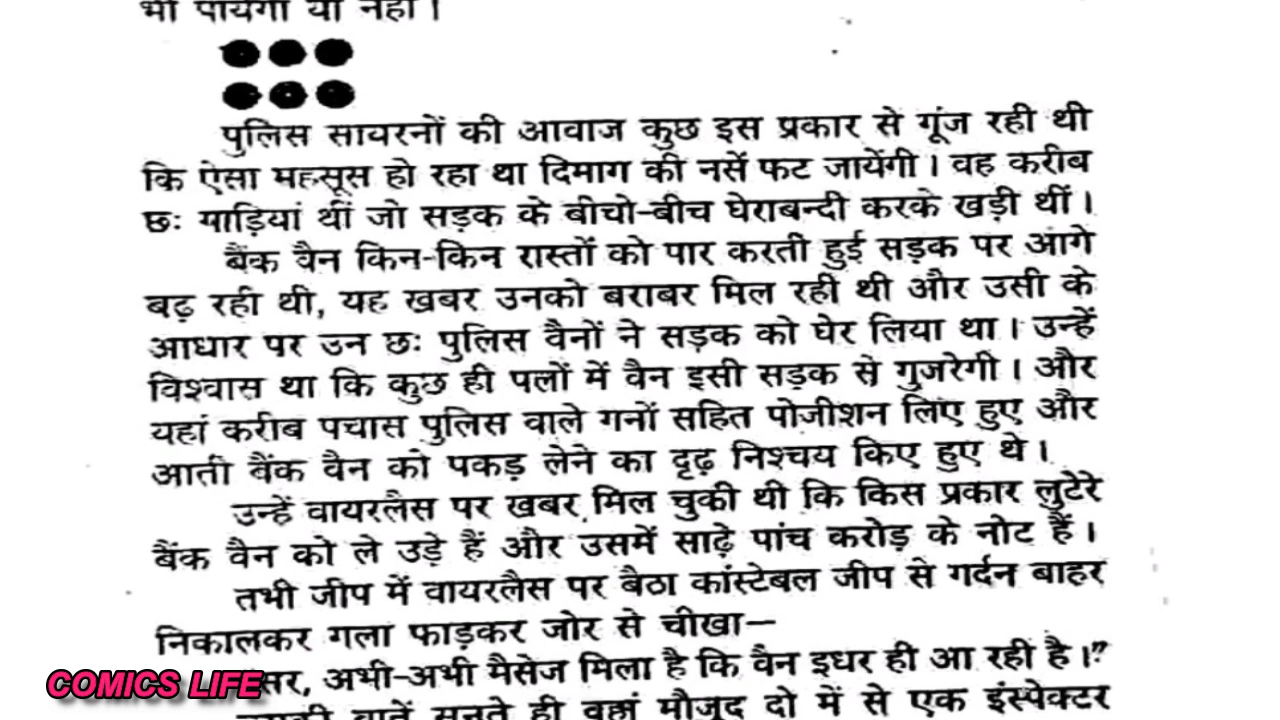 भी पायेगा या नहीं।
पुलिस सायरनों की आवाज कुछ इस प्रकार से गूंज रही थी
कि ऐसा महसूस हो रहा था दिमाग की नसें फट जायेंगी। वह करीब
छः गाड़ियां थीं जो सड़क के बीचो-बीच घेराबन्दी करके खड़ी थीं।
बैंक वैन किन-किन रास्तों को पार करती हुई सड़क पर आगे
बढ़ रही थी, यह खबर उनको बराबर मिल रही थी और उसी के
आधार पर उन छः पुलिस वैनों ने सड़क को घेर लिया था। उन्हें
विश्वास था कि कुछ ही पलों में वैन इसी सड़क से गुजरेगी। और
यहां करीब पचास पुलिस वाले गनों सहित पोजीशन लिए हुए और
आती बैंक वैन को पकड़ लेने का दृढ़ निश्चय किए हुए थे।
उन्हें वायरलैस पर खबर मिल चुकी थी कि किस प्रकार लुटेरे
बैंक वैन को ले उड़े हैं और उसमें साढ़े पांच करोड़ के नोट हैं।
तभी जीप में वायरलैस पर बैठा कांस्टेबल जीप से गर्दन बाहर
निकालकर गला फाड़कर जोर से चीखा—
सर, अभी-अभी मैसेज मिला है कि वैन इधर ही आ रही है।”
बातें सुनते ही वहां मौजूद दो में से एक इंस्पेक्टर
COMICS LIFE